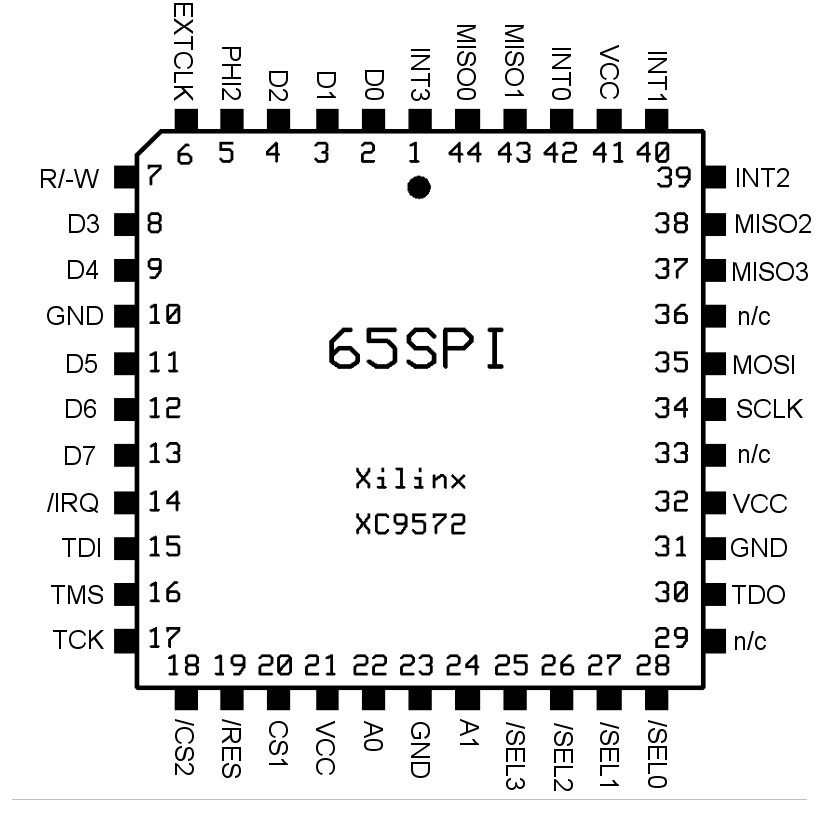 EXTCLK PHI2 D2 D1 D0 INT3 MISO0 MISO1 INT0 VCC INT1
6 5 4 3 2 1 44 43 42 41 40
R/-W 7 39 INT2
D3 8 38 MISO2
D4 9 37 MISO3
GND 10 36 n/c
65SPI
D5 11 35 MOSI
D6 12 34 SCLK
D7 13 33 n/c
Xilinx
/IRQ 14 32 VCC
XC9572
TDI 15 31 GND
TMS 16 30 TDO
TCK 17 29 n/c
18 19 20 21 22 23 24 25 26 27 28
/CS2 /RES CS1 VCC A0 GND A1 /SEL3 /SEL2 /SEL1 /SEL0